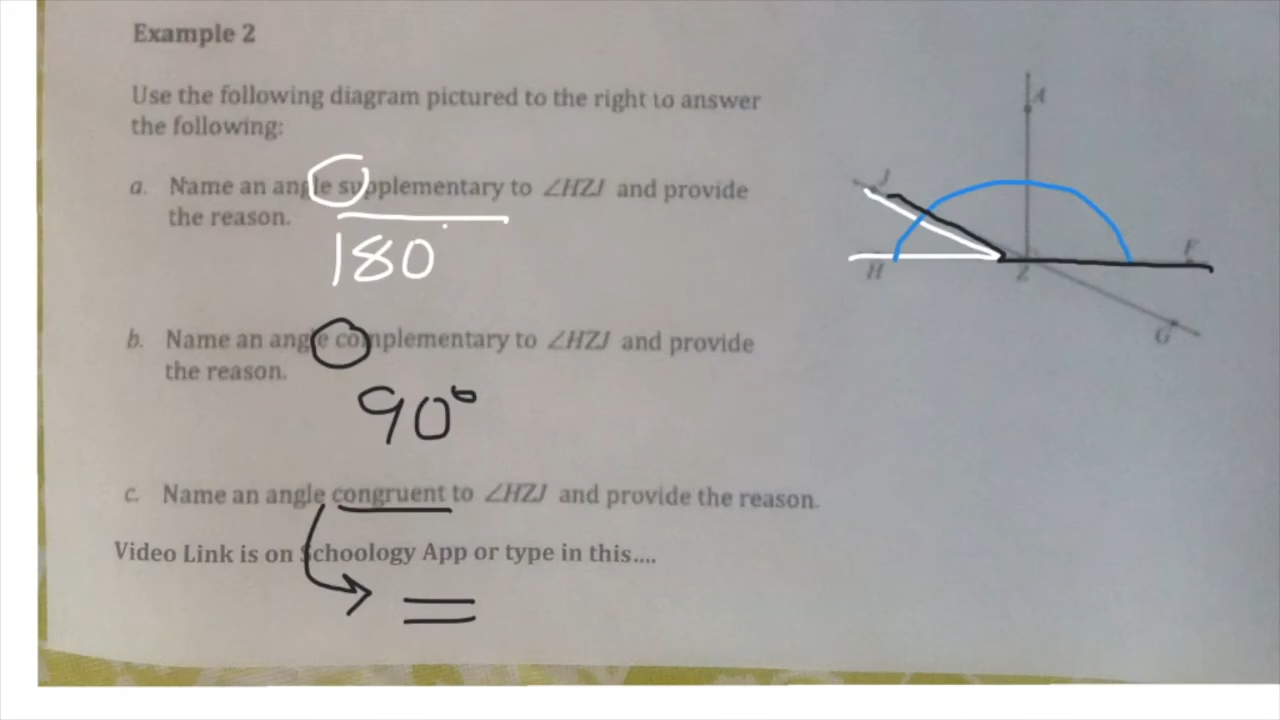 Example 2
Use the following diagram pictured to the right to answer
the following:
a. Name an angle supplementary to ∠HZJ and provide
the reason.
180°
b. Name an angle complementary to ∠HZJ and provide
the reason.
90°
c. Name an angle congruent to ∠HZJ and provide the reason.
Video Link is on Schoology App or type in this....
=
A
J
H
Z
F
G